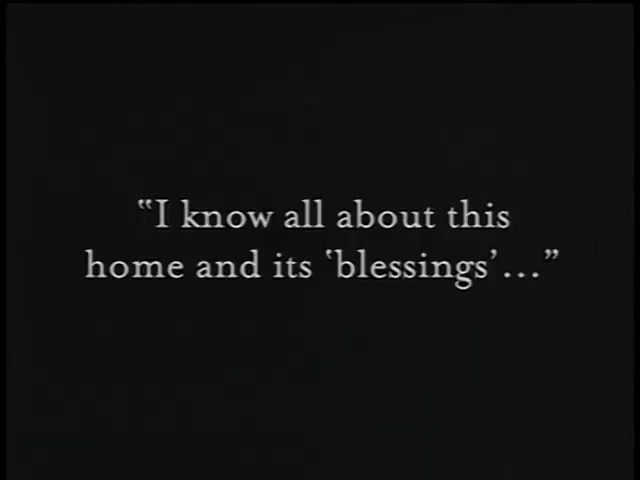 “I know all about this
home and its ‘blessings’...”